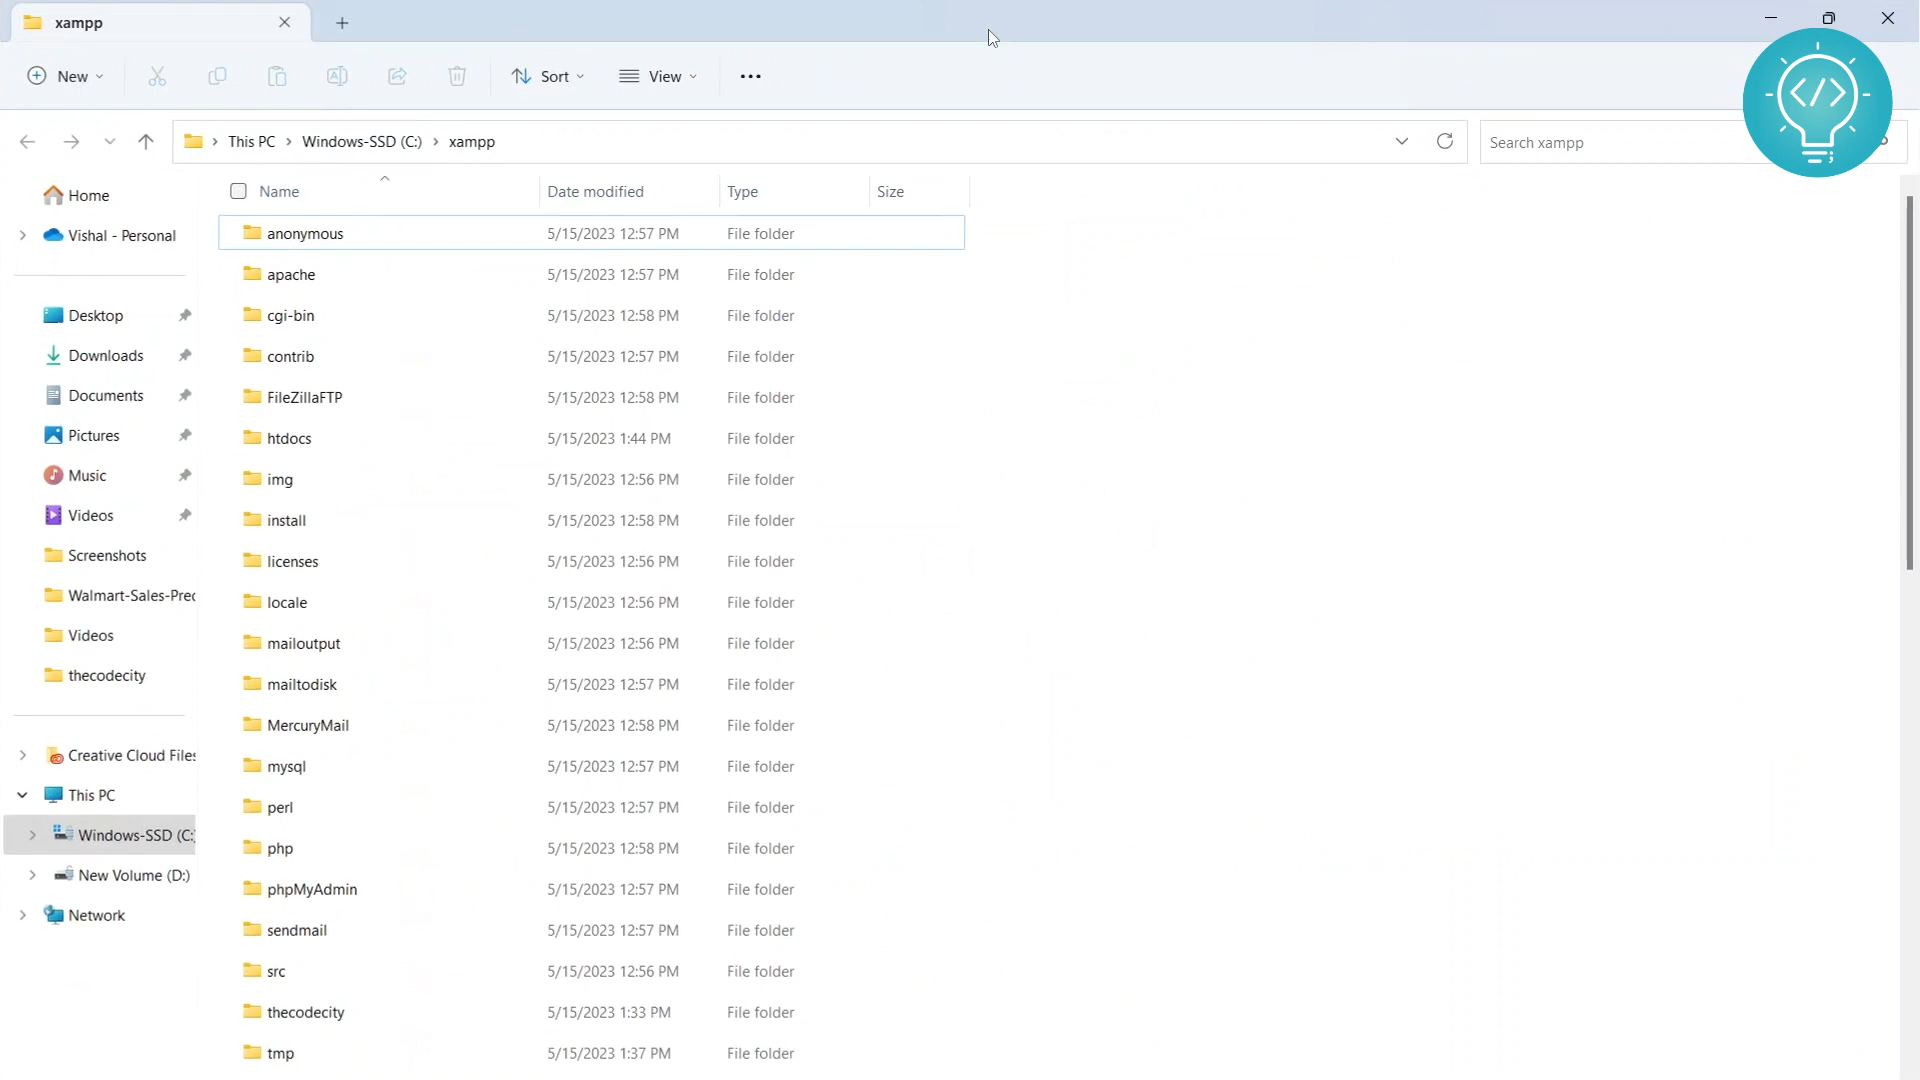 xampp
New
Sort
View
This PC > Windows-SSD (C:) > xampp
Search xampp
Home
Vishal - Personal
Desktop
Downloads
Documents
Pictures
Music
Videos
Screenshots
Walmart-Sales-Prec
Videos
thecodecity
Creative Cloud Files
This PC
Windows-SSD (C:)
New Volume (D:)
Network
Name Date modified Type Size
anonymous 5/15/2023 12:57 PM File folder
apache 5/15/2023 12:57 PM File folder
cgi-bin 5/15/2023 12:58 PM File folder
contrib 5/15/2023 12:57 PM File folder
FileZillaFTP 5/15/2023 12:58 PM File folder
htdocs 5/15/2023 1:44 PM File folder
img 5/15/2023 12:56 PM File folder
install 5/15/2023 12:58 PM File folder
licenses 5/15/2023 12:56 PM File folder
locale 5/15/2023 12:56 PM File folder
mailoutput 5/15/2023 12:56 PM File folder
mailtodisk 5/15/2023 12:57 PM File folder
MercuryMail 5/15/2023 12:58 PM File folder
mysql 5/15/2023 12:57 PM File folder
perl 5/15/2023 12:57 PM File folder
php 5/15/2023 12:58 PM File folder
phpMyAdmin 5/15/2023 12:57 PM File folder
sendmail 5/15/2023 12:57 PM File folder
src 5/15/2023 12:56 PM File folder
thecodecity 5/15/2023 1:33 PM File folder
tmp 5/15/2023 1:37 PM File folder